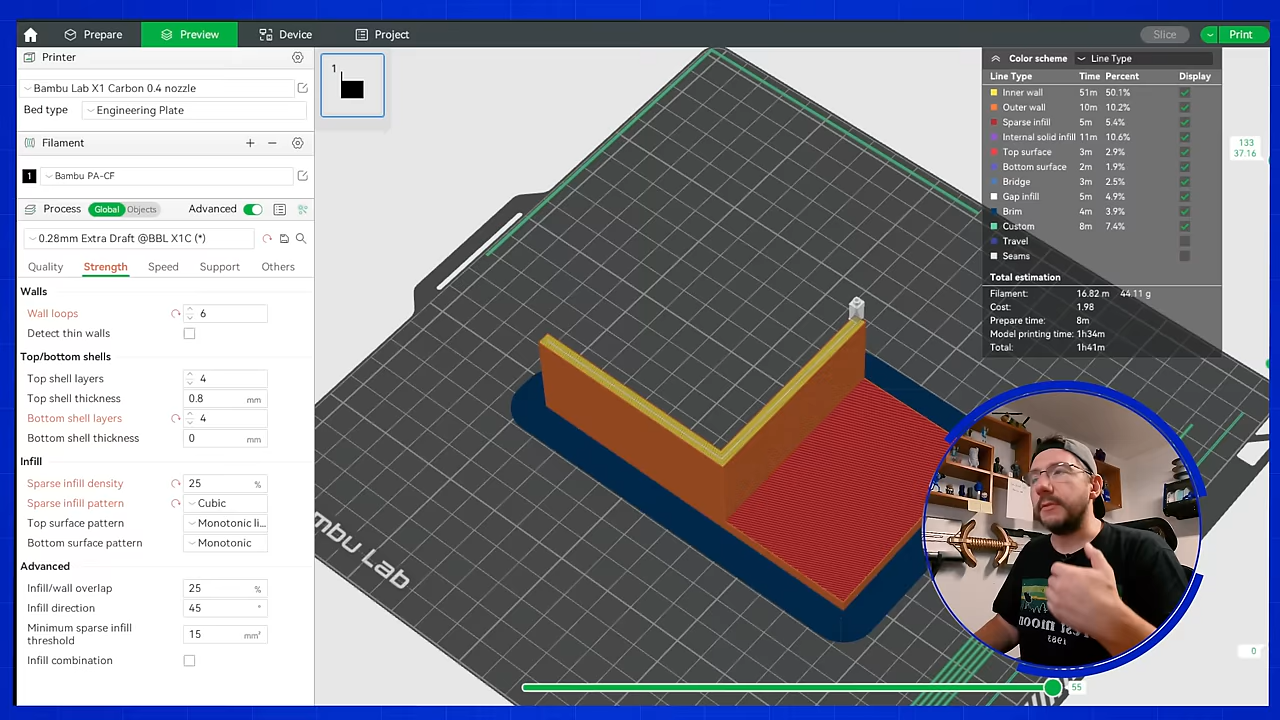 Prepare
Preview
Device
Project
Slice
Print
Printer
Bambu Lab X1 Carbon 0.4 nozzle
Bed type Engineering Plate
Filament
1 Bambu PA-CF
Process Global Objects Advanced
0.28mm Extra Draft @BBL X1C (*)
Quality Strength Speed Support Others
Walls
Wall loops 6
Detect thin walls
Top/bottom shells
Top shell layers 4
Top shell thickness 0.8 mm
Bottom shell layers 4
Bottom shell thickness 0 mm
Infill
Sparse infill density 25 %
Sparse infill pattern Cubic
Top surface pattern Monotonic li...
Bottom surface pattern Monotonic
Advanced
Infill/wall overlap 25 %
Infill direction 45 °
Minimum sparse infill
threshold 15 mm²
Infill combination
1
mbu Lab
Color scheme Line Type
Line Type Time Percent Display
Inner wall 51m 50.1%
Outer wall 10m 10.2%
Sparse infill 5m 5.4%
Internal solid infill 11m 10.6%
Top surface 3m 2.9%
Bottom surface 2m 1.9%
Bridge 3m 2.5%
Gap infill 5m 4.9%
Brim 4m 3.9%
Custom 8m 7.4%
Travel
Seams
Total estimation
Filament: 16.82 m 44.11 g
Cost: 1.98
Prepare time: 8m
Model printing time: 1h34m
Total: 1h41m
133
37.16
0
55